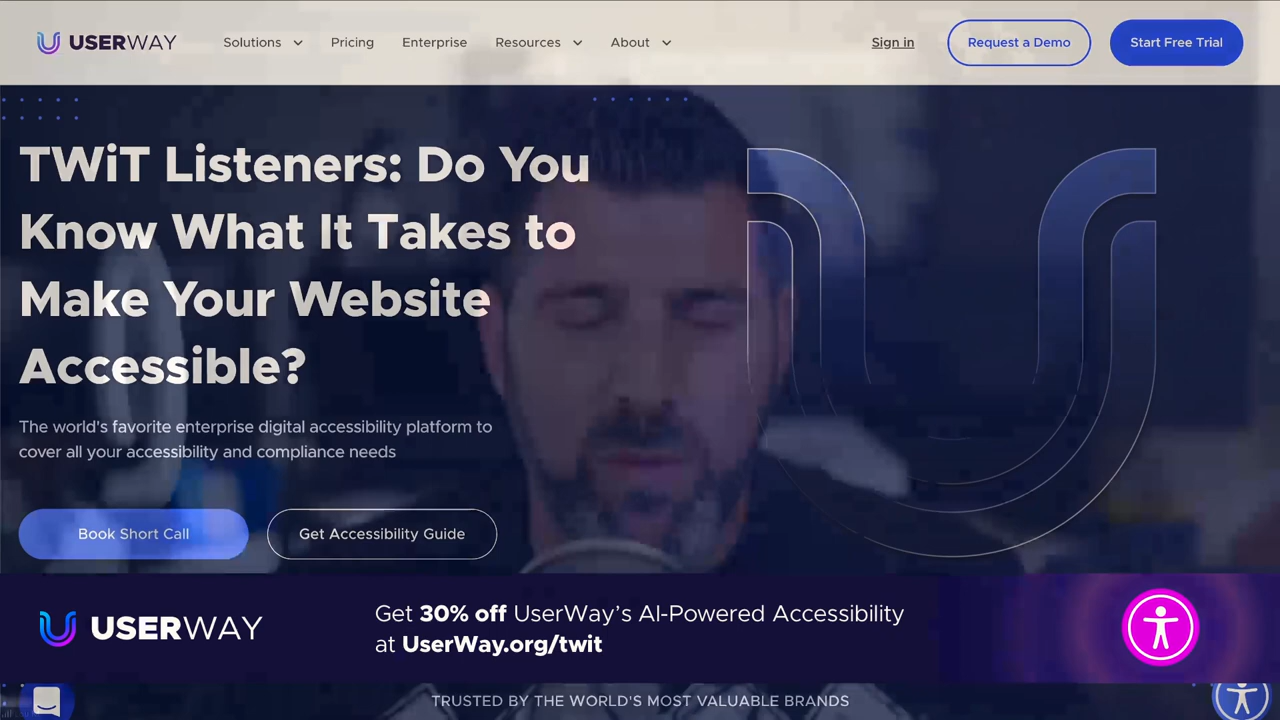 USERWAY
Solutions
Pricing
Enterprise
Resources
About
Sign in
Request a Demo
Start Free Trial
TWiT Listeners: Do You
Know What It Takes to
Make Your Website
Accessible?
The world's favorite enterprise digital accessibility platform to
cover all your accessibility and compliance needs
Book Short Call
Get Accessibility Guide
USERWAY
Get 30% off UserWay's AI-Powered Accessibility
at UserWay.org/twit
TRUSTED BY THE WORLD'S MOST VALUABLE BRANDS